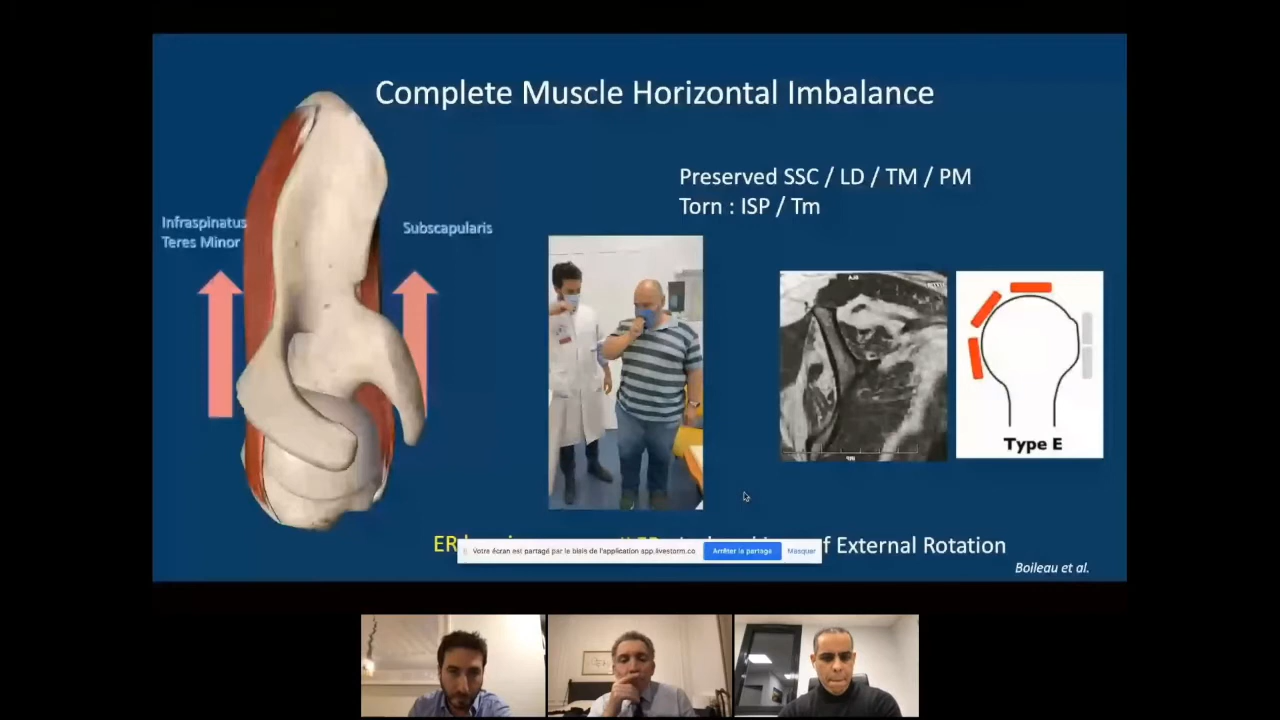 Complete Muscle Horizontal Imbalance
Preserved SSC / LD / TM / PM
Torn : ISP / Tm
Infraspinatus
Teres Minor
Subscapularis
Type E
ER
f External Rotation
Votre écran est partagé par le biais de l'application app.livestorm.co
Arrêter le partage
Masquer
Boileau et al.